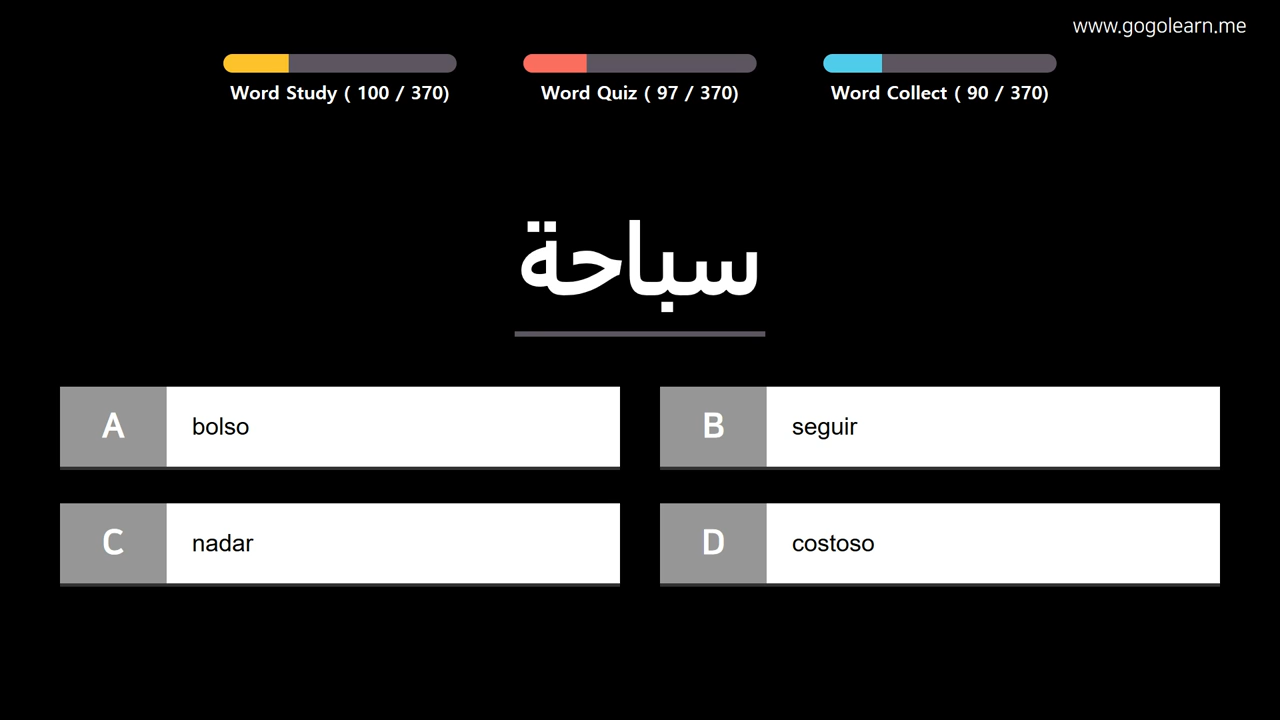 www.gogolearn.me
Word Study ( 100 / 370)
Word Quiz ( 97 / 370)
Word Collect ( 90 / 370)
سباحة
A bolso
B seguir
C nadar
D costoso